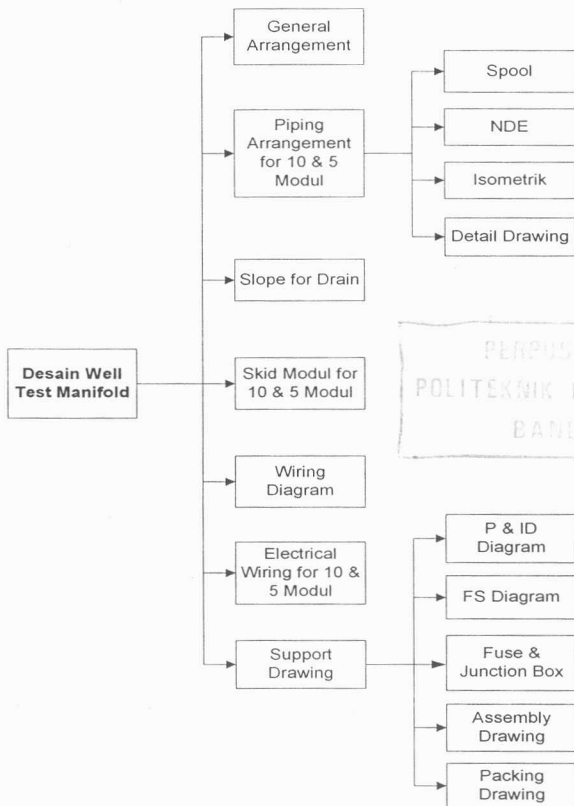 General
Arrangement
Piping
Arrangement
for 10 & 5
Modul
Spool
NDE
Isometrik
Detail Drawing
Slope for Drain
Desain Well
Test Manifold
Skid Modul for
10 & 5 Modul
Wiring
Diagram
Electrical
Wiring for 10 &
5 Modul
Support
Drawing
P & ID
Diagram
FS Diagram
Fuse &
Junction Box
Assembly
Drawing
Packing
Drawing
POLITEKNIK